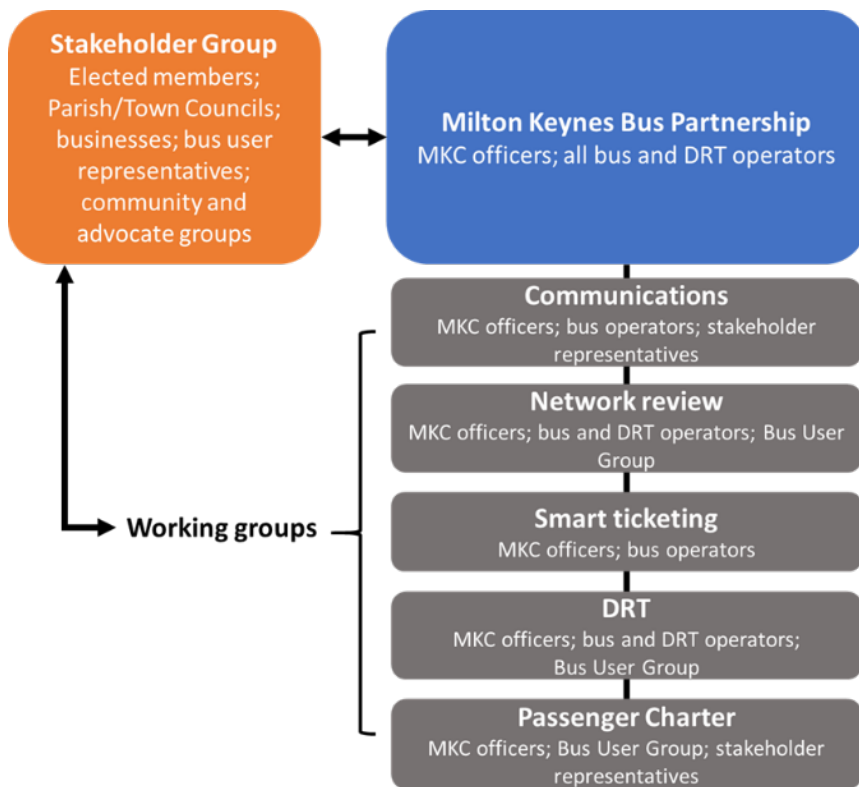 Stakeholder Group
Elected members;
Parish/Town Councils;
businesses; bus user
representatives;
community and
advocate groups
Milton Keynes Bus Partnership
MKC officers; all bus and DRT operators
Communications
MKC officers; bus operators; stakeholder
representatives
Network review
MKC officers; bus and DRT operators; Bus User
Group
Smart ticketing
MKC officers; bus operators
DRT
MKC officers; bus and DRT operators;
Bus User Group
Passenger Charter
MKC officers; Bus User Group; stakeholder
representatives
Working groups